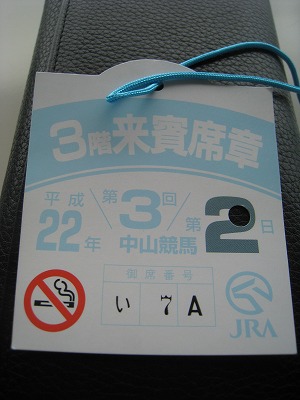 3階来賓席章
平成22年
第3回中山競馬
第2日
御席番号
い 7 A
JRA